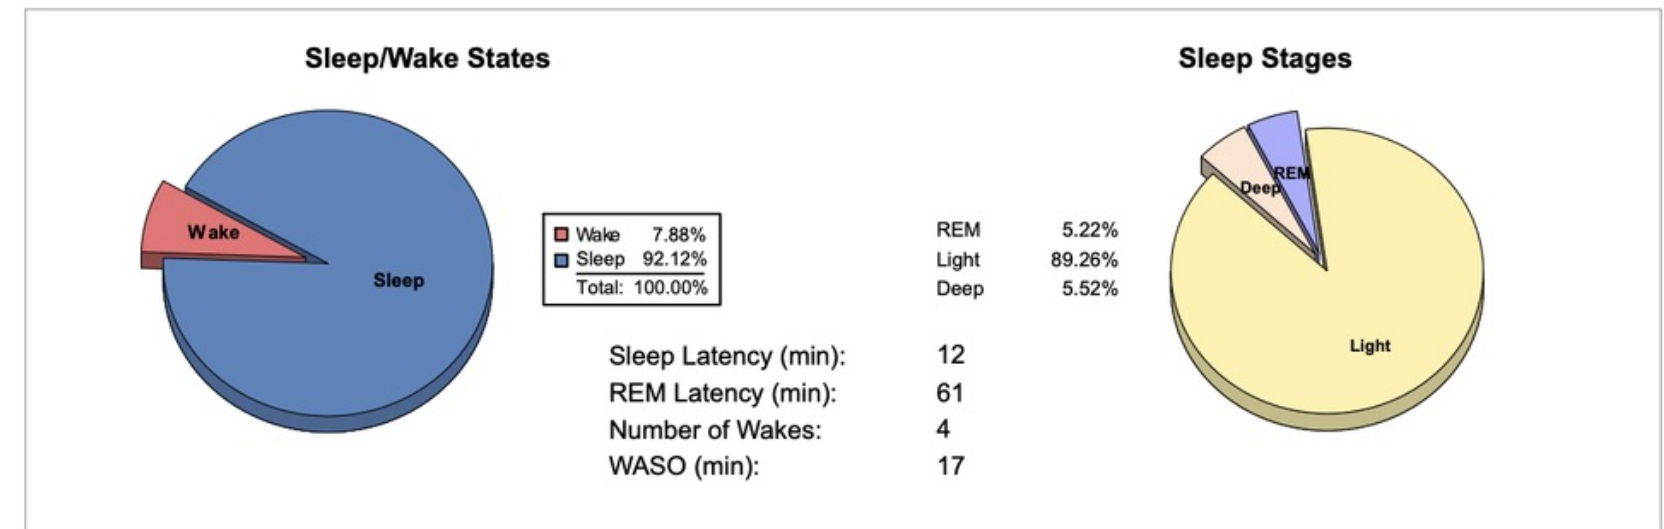 Sleep/Wake States
Sleep Stages
Wake
Sleep
Wake 7.88%
Sleep 92.12%
Total: 100.00%
REM 5.22%
Light 89.26%
Deep 5.52%
REM
Deep
Light
Sleep Latency (min): 12
REM Latency (min): 61
Number of Wakes: 4
WASO (min): 17